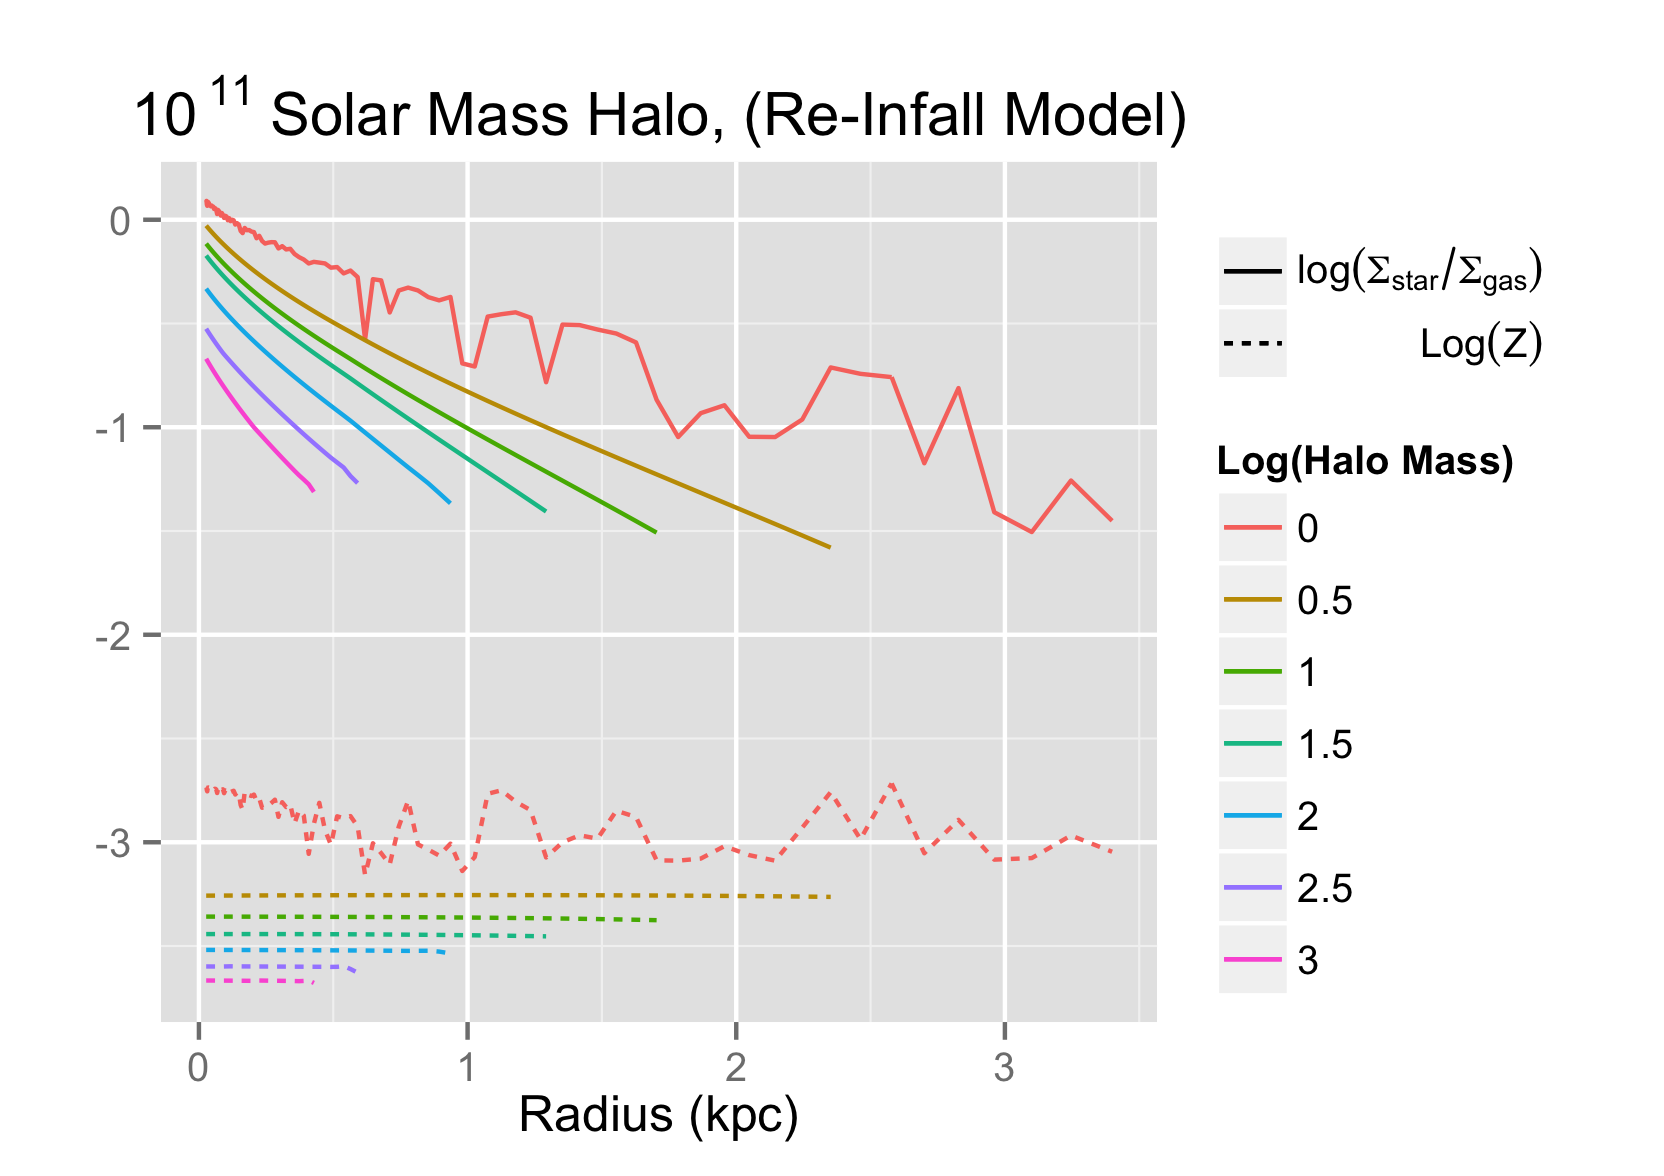 10 11 Solar Mass Halo, (Re-Infall Model)
0
-1
-2
-3
0 1 2 3
Radius (kpc)
log(Σstar/Σgas)
Log(Z)
Log(Halo Mass)
0
0.5
1
1.5
2
2.5
3